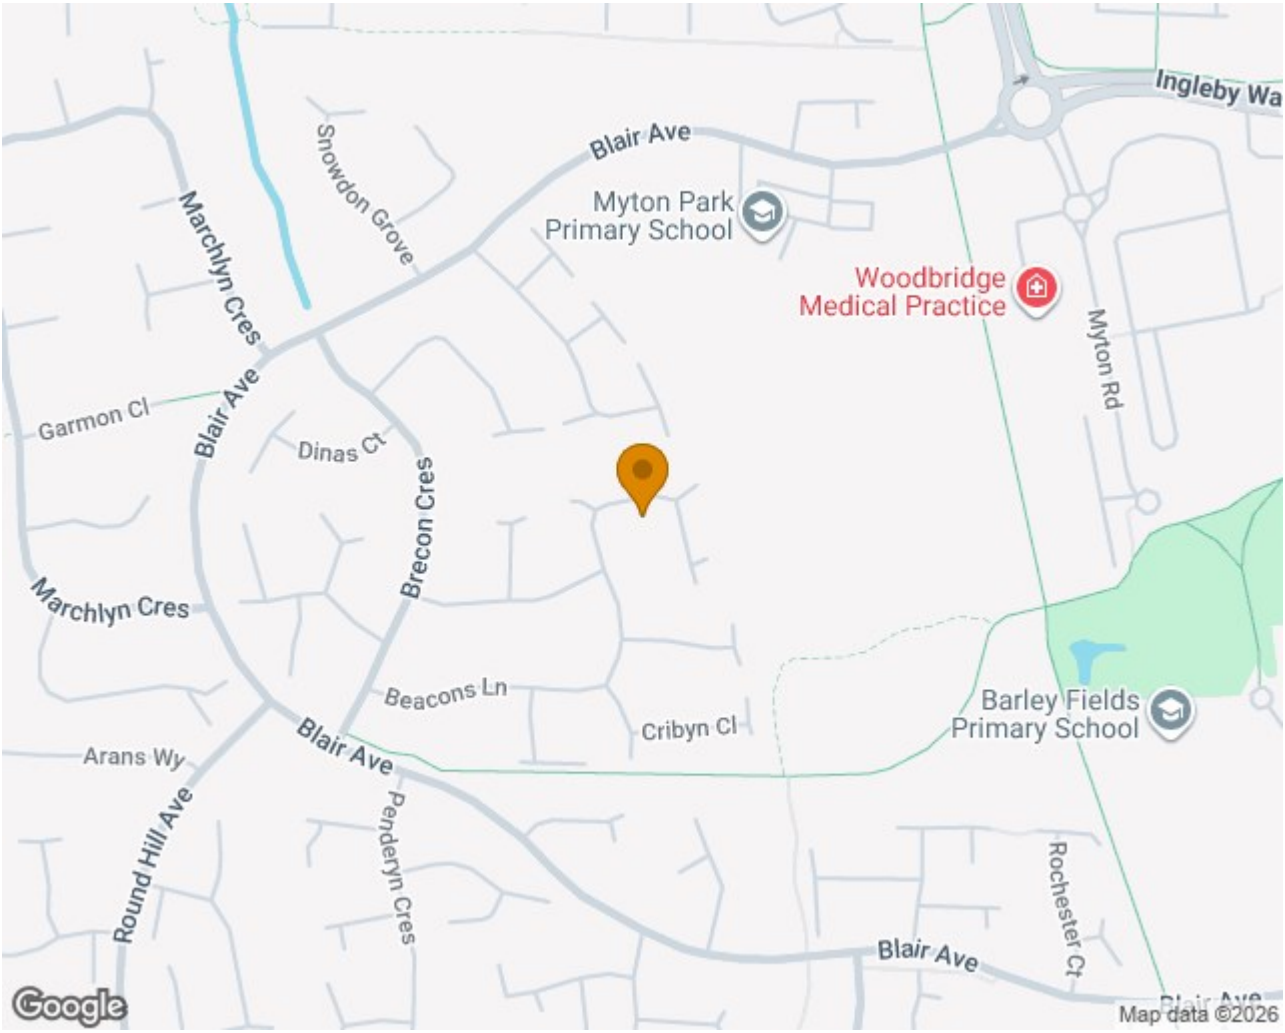 Ingleby Wa
Blair Ave
Snowdon Grove
Myton Park
Primary School
Marchlyn Cres
Woodbridge
Medical Practice
Myton Rd
Blair Ave
Garmon Cl
Dinas Ct
Brecon Cres
Marchlyn Cres
Beacons Ln
Barley Fields
Primary School
Cribyn Cl
Blair Ave
Arans Wy
Penderyn Cres
Round Hill Ave
Rochester Ct
Blair Ave
Blair Ave
Google
Map data ©2026